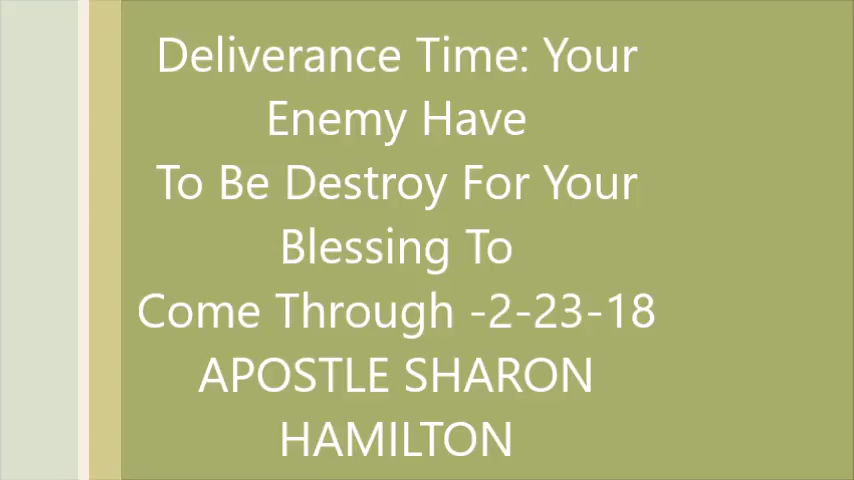 Deliverance Time: Your
Enemy Have
To Be Destroy For Your
Blessing To
Come Through -2-23-18
APOSTLE SHARON
HAMILTON